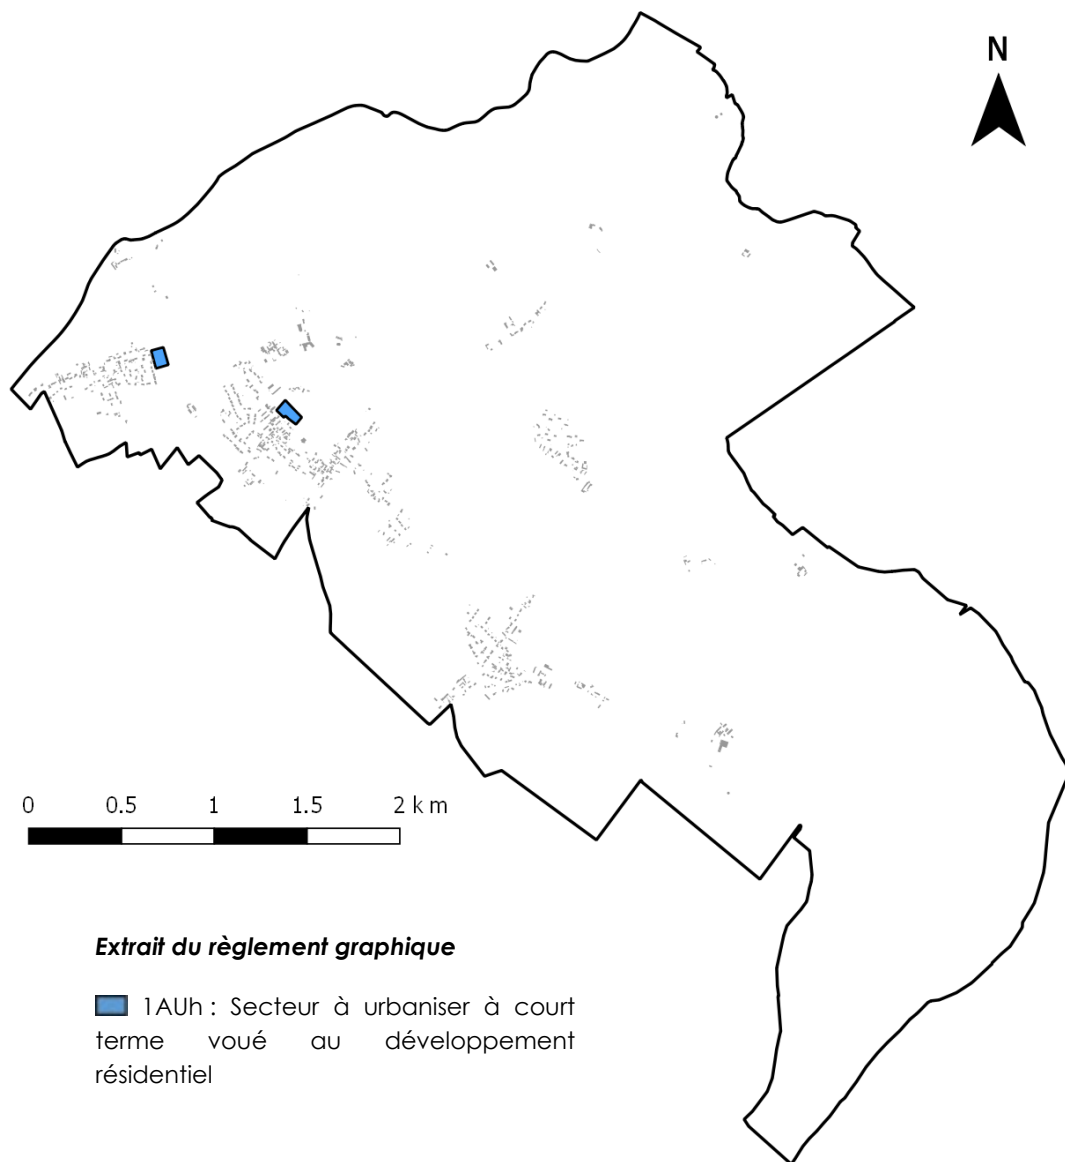 N
0 0.5 1 1.5 2 km
Extrait du règlement graphique
1AUh : Secteur à urbaniser à court
terme voué au développement
résidentiel